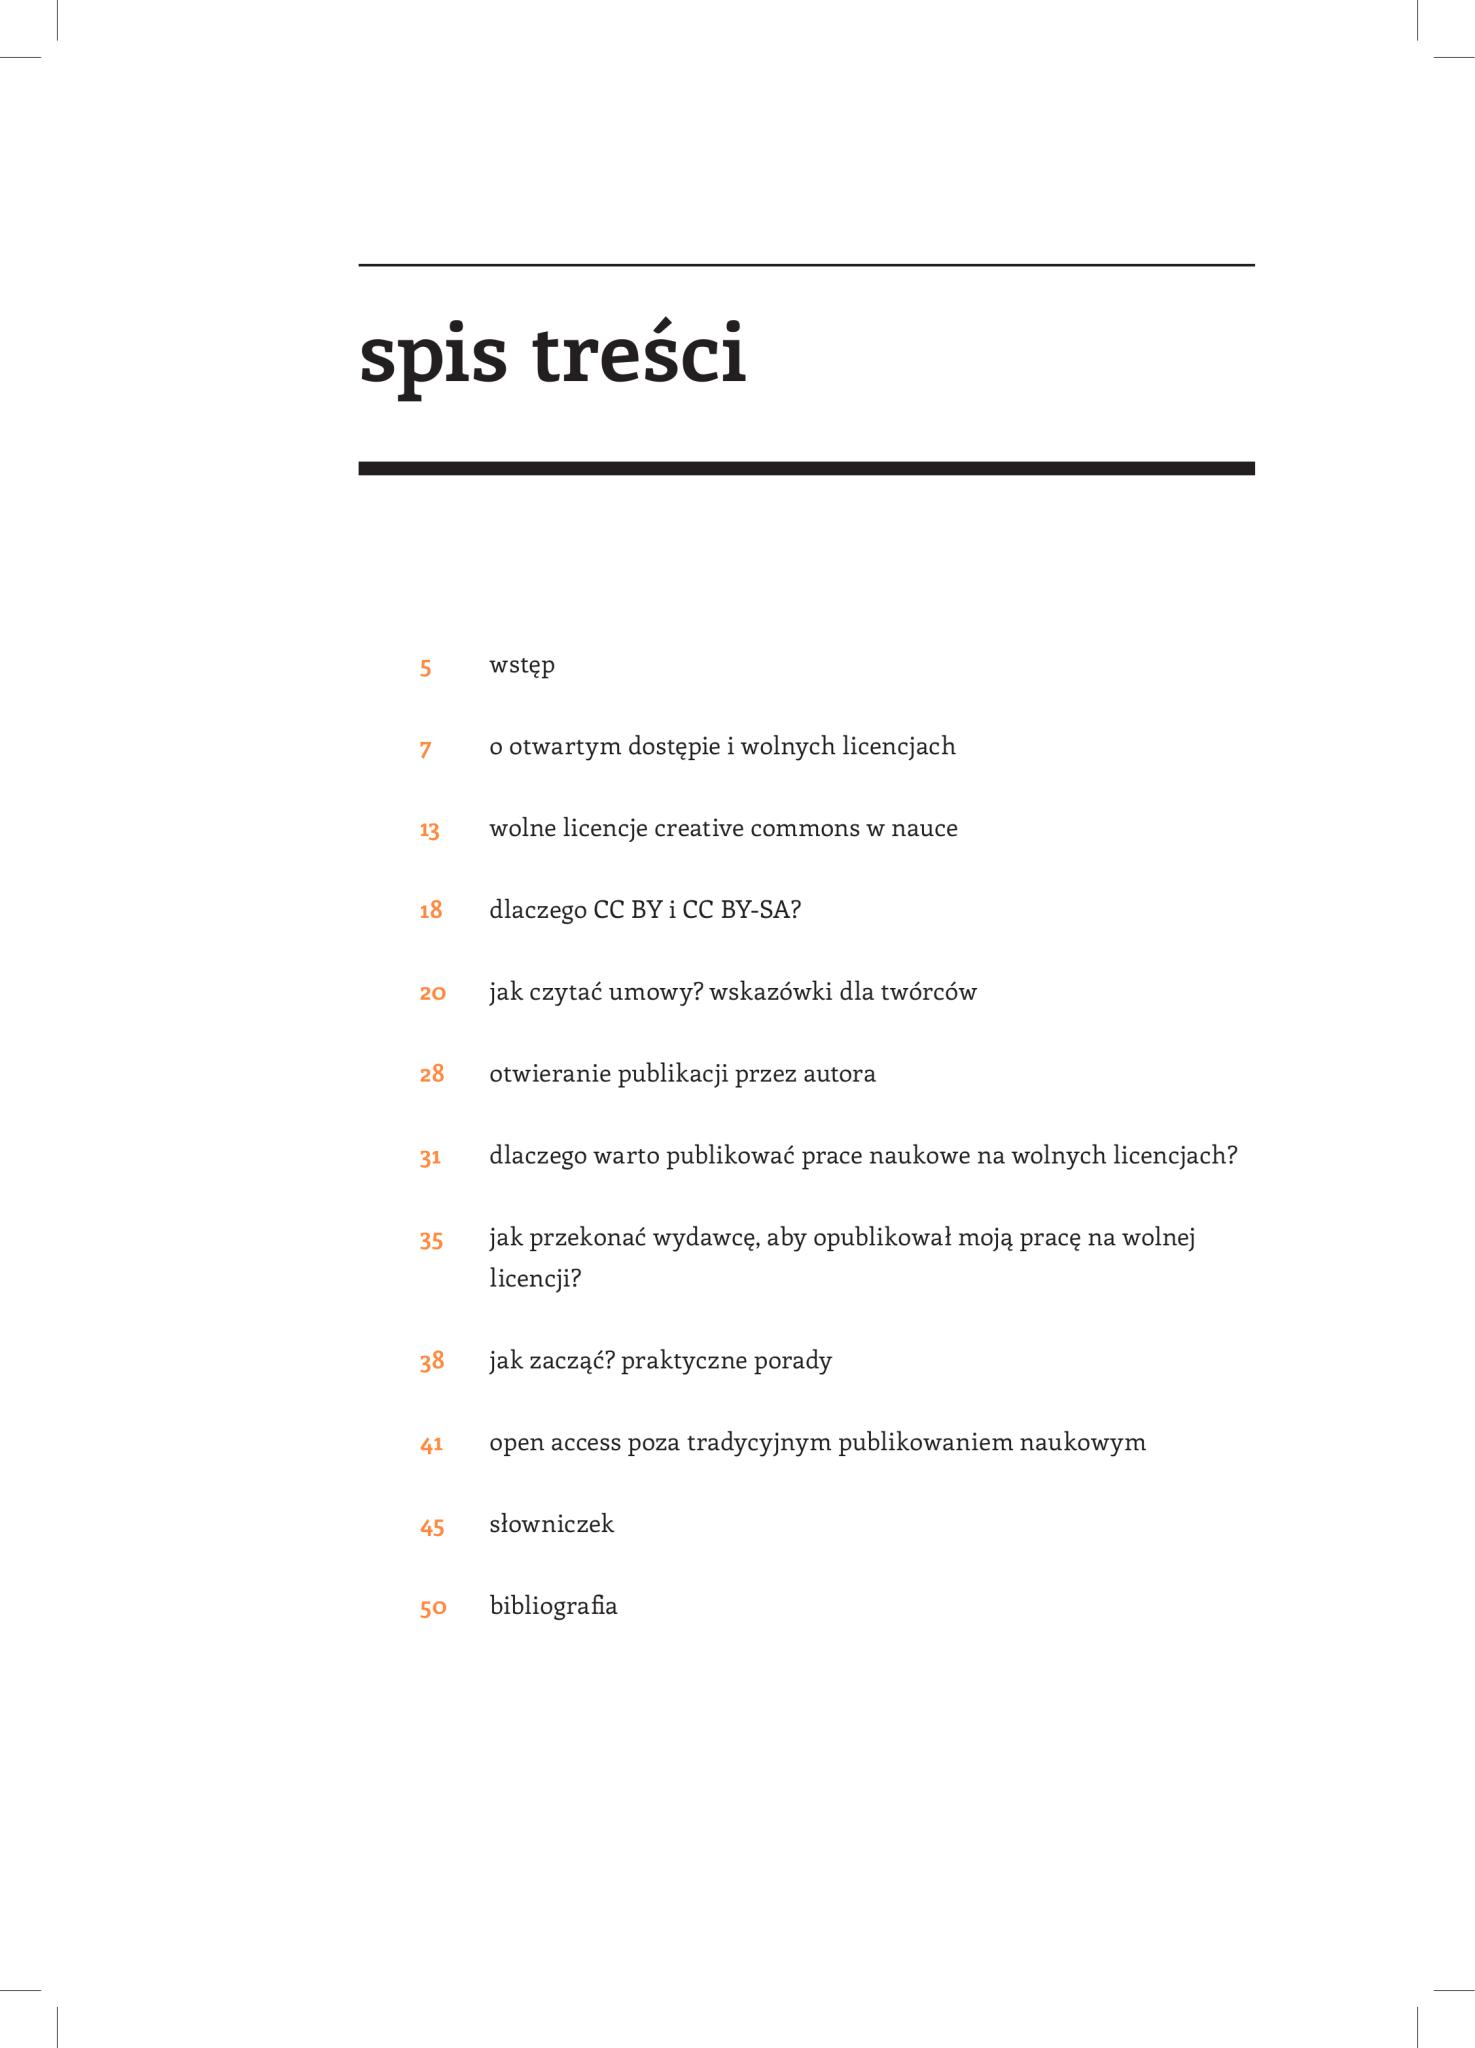 spis treści
5 wstęp
7 o otwartym dostępie i wolnych licencjach
13 wolne licencje creative commons w nauce
18 dlaczego CC BY i CC BY-SA?
20 jak czytać umowy? wskazówki dla twórców
28 otwieranie publikacji przez autora
31 dlaczego warto publikować prace naukowe na wolnych licencjach?
35 jak przekonać wydawcę, aby opublikował moją pracę na wolnej
licencji?
38 jak zacząć? praktyczne porady
41 open access poza tradycyjnym publikowaniem naukowym
45 słowniczek
50 bibliografia